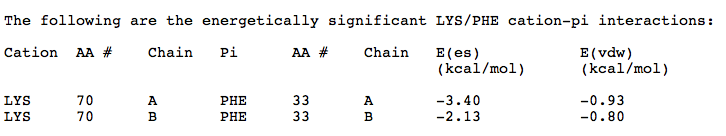 The following are the energetically significant LYS/PHE cation-pi interactions:
Cation AA # Chain Pi AA # Chain E(es) E(vdw)
(kcal/mol) (kcal/mol)
LYS 70 A PHE 33 A -3.40 -0.93
LYS 70 B PHE 33 B -2.13 -0.80